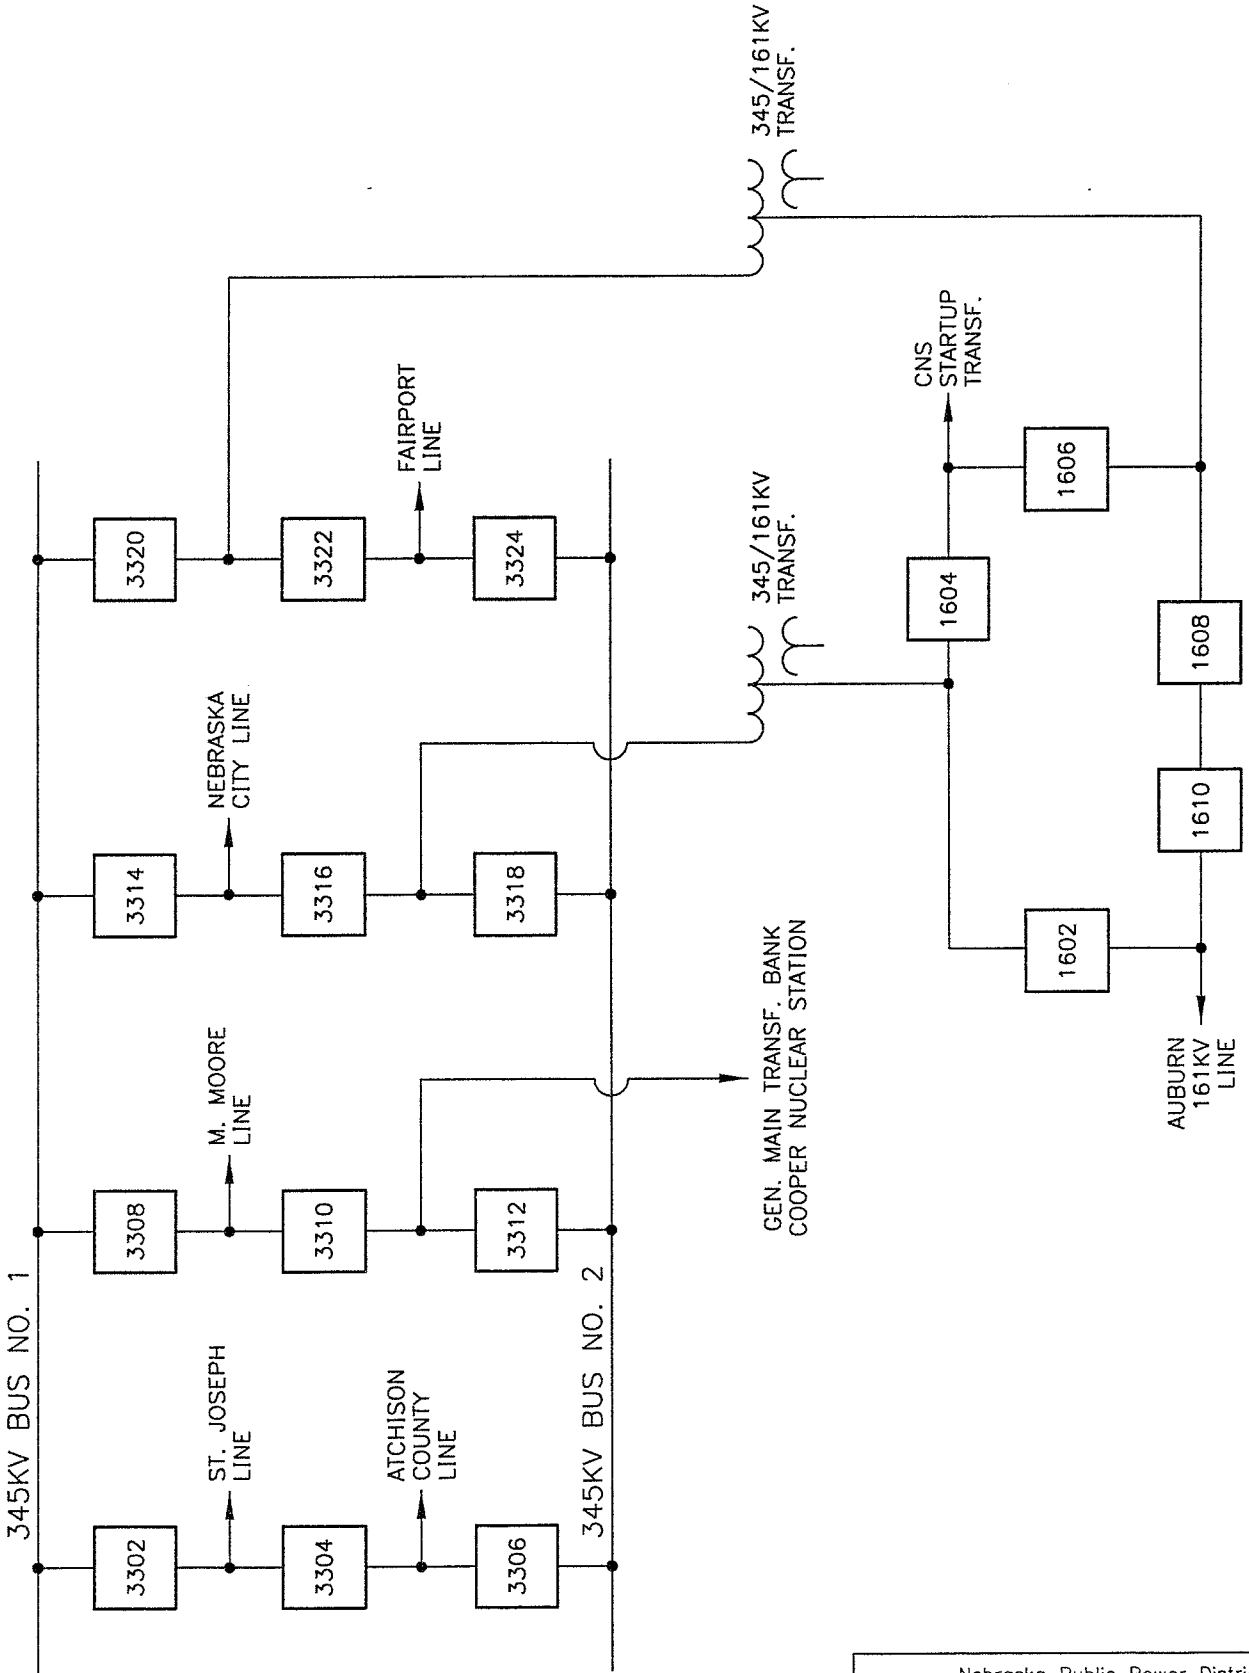 345KV BUS NO. 1
3302
ST. JOSEPH
LINE
3304
ATCHISON
COUNTY
LINE
3306
345KV BUS NO. 2
3308
M. MOORE
LINE
3310
3312
GEN. MAIN TRANSF. BANK
COOPER NUCLEAR STATION
3314
NEBRASKA
CITY LINE
3316
3318
345/161KV
TRANSF.
3320
3322
FAIRPORT
LINE
3324
345/161KV
TRANSF.
CNS
STARTUP
TRANSF.
1604
1606
1602
1610
1608
AUBURN
161KV
LINE
Nebraska Public Power Distri